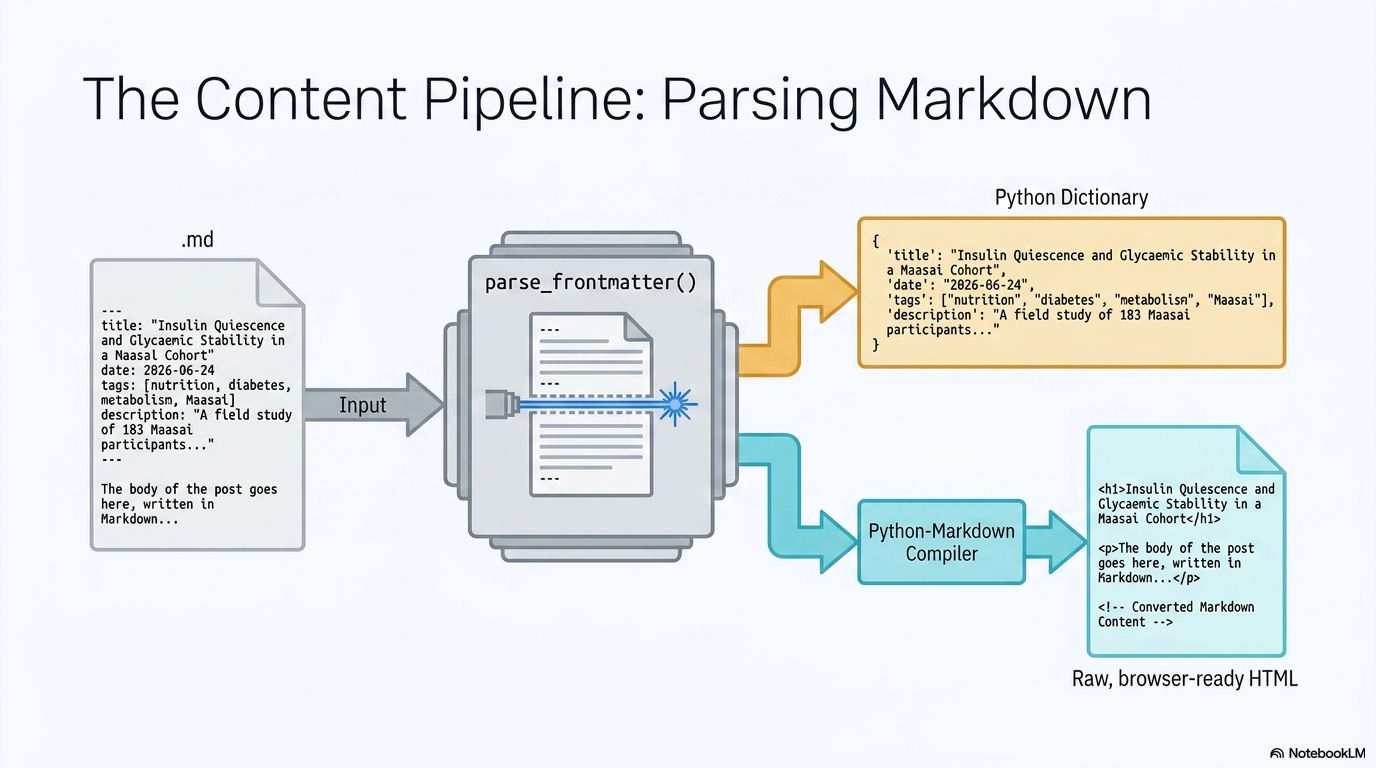 The Content Pipeline: Parsing Markdown
.md
---
title: "Insulin Quiescence
and Glycaemic Stability in
a Naasal Cohort"
date: 2826-06-24
tags: [nutrition, diabetes,
metabolism, Maasai]
description: "A field study
of 183 Maasai
participants..."
---
The body of the post goes
here, written in
Markdown...
Input
parse_frontmatter()
---
---
---
Python Dictionary
{
'title': "Insulin Quiescence and Glycaemic Stability in
a Maasai Cohort",
'date': "2026-06-24",
'tags': ["nutrition", "diabetes", "metabolism", "Maasai"],
'description': "A field study of 183 Maasai
participants..."
}
Python-Markdown
Compiler
<h1>Insulin Qulescence and
Glycaemic Stability in a
Maasai Cohort</h1>
<p>The body of the post
goes here, written in
Karkdown...</p>
<!-- Converted Markdown
Content -->
Raw, browser-ready HTML
NotebookLM